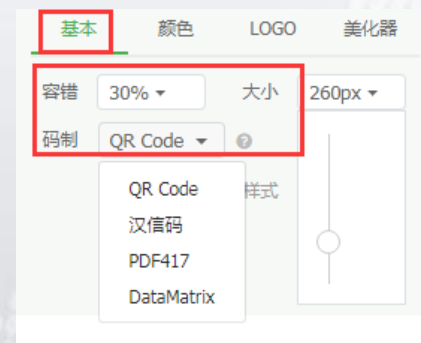 基本 颜色 LOGO 美化器
容错 30% 大小 260px
码制 QR Code ?
QR Code 样式
汉信码
PDF417
DataMatrix